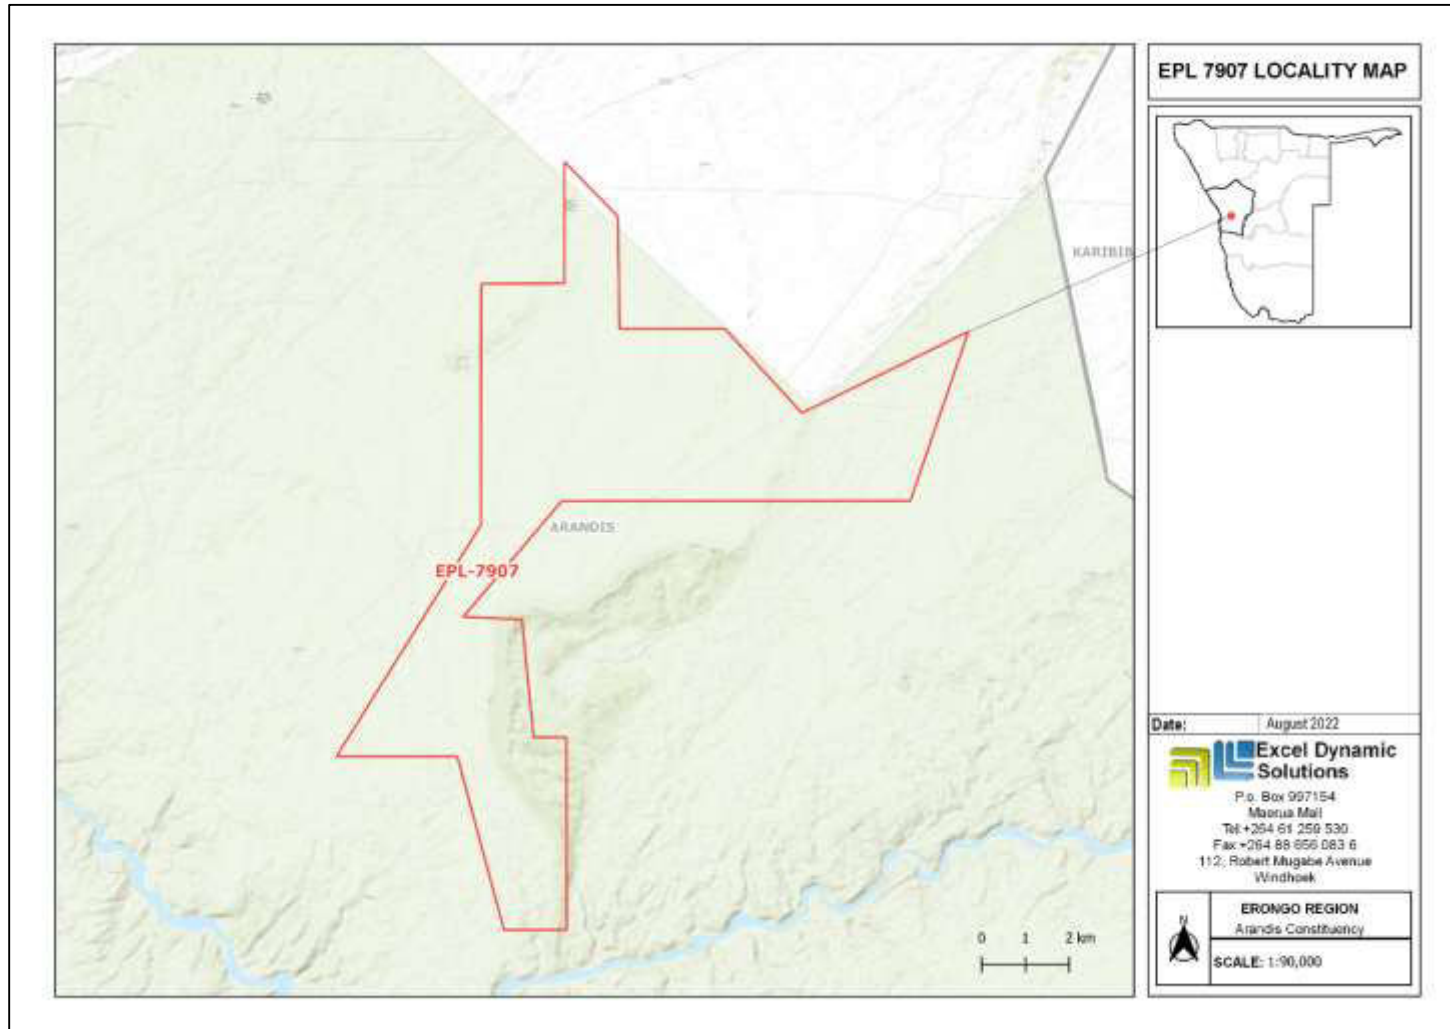 EPL 7907 LOCALITY MAP
KARIBIB
ARANDIS
EPL-7907
0 1 2 km
Date: August 2022
Excel Dynamic
Solutions
P.o. Box 997154
Maerua Mall
Tel:+264 61 259 530
Fax +264 88 656 083 6
112, Robert Mugabe Avenue
Windhoek
N
ERONGO REGION
Arandis Constituency
SCALE: 1:90,000